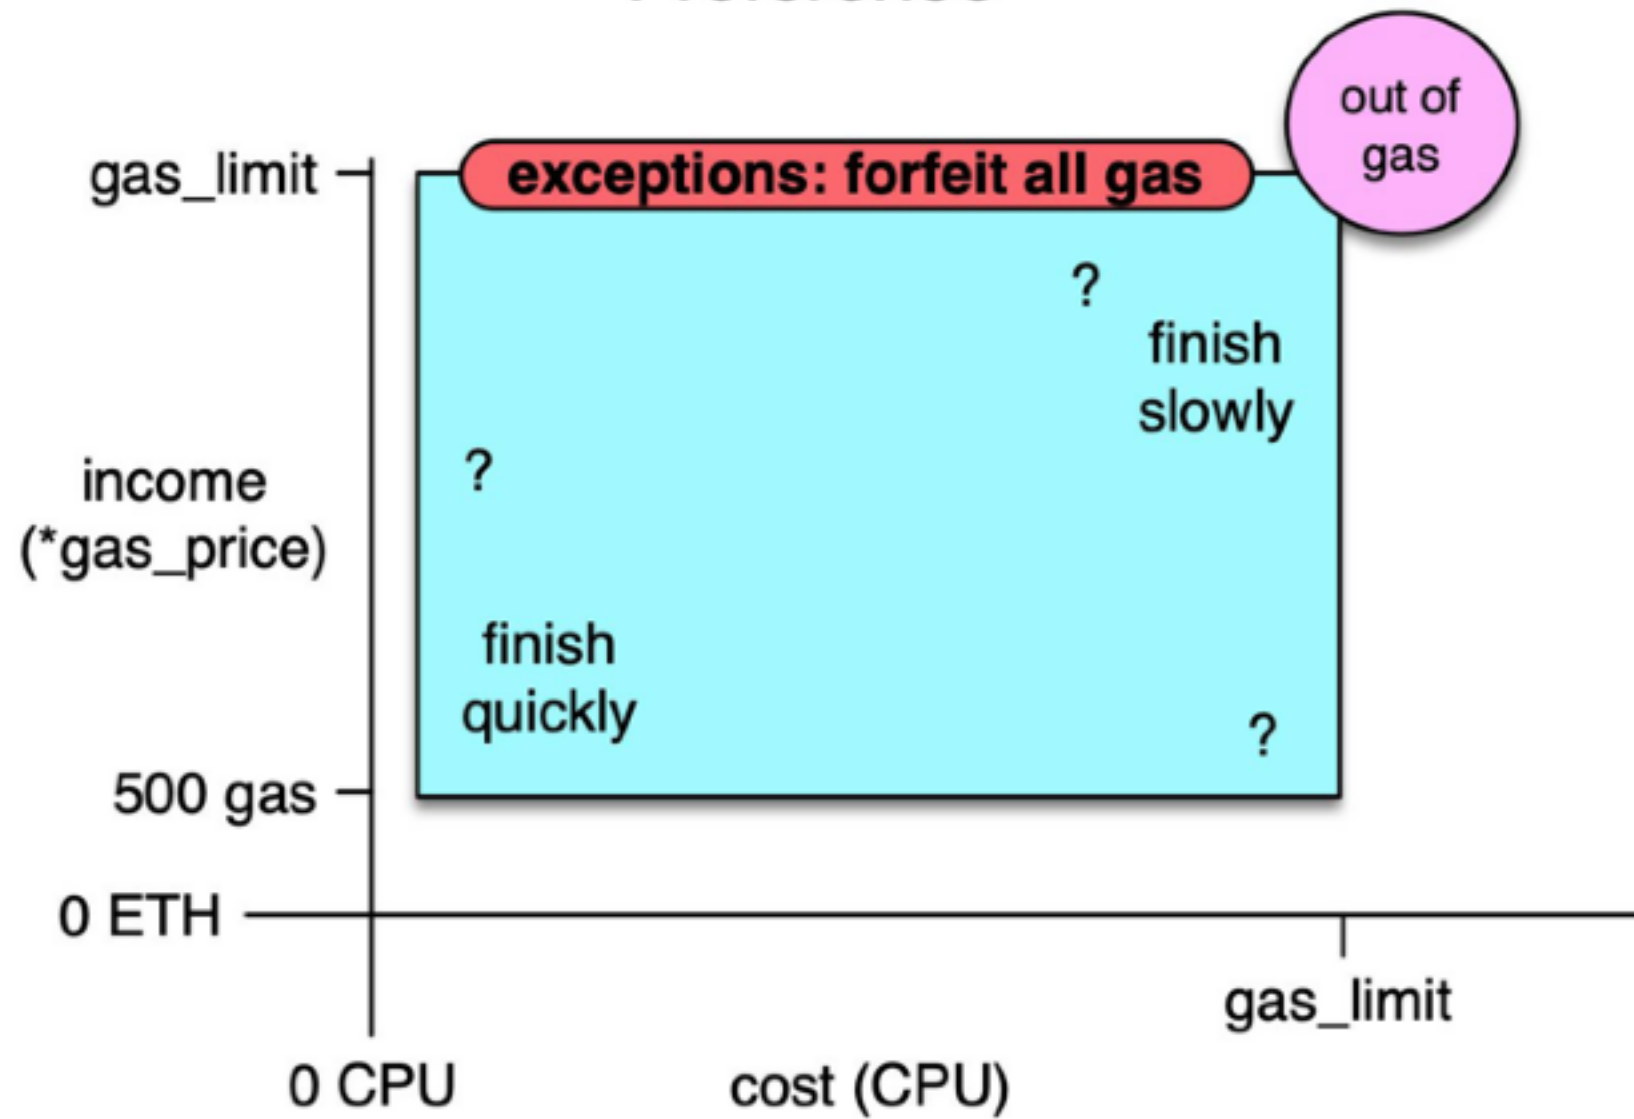 out of
gas
gas_limit
exceptions: forfeit all gas
?
finish
slowly
income
(*gas_price)
?
finish
quickly
?
500 gas
0 ETH
gas_limit
0 CPU
cost (CPU)